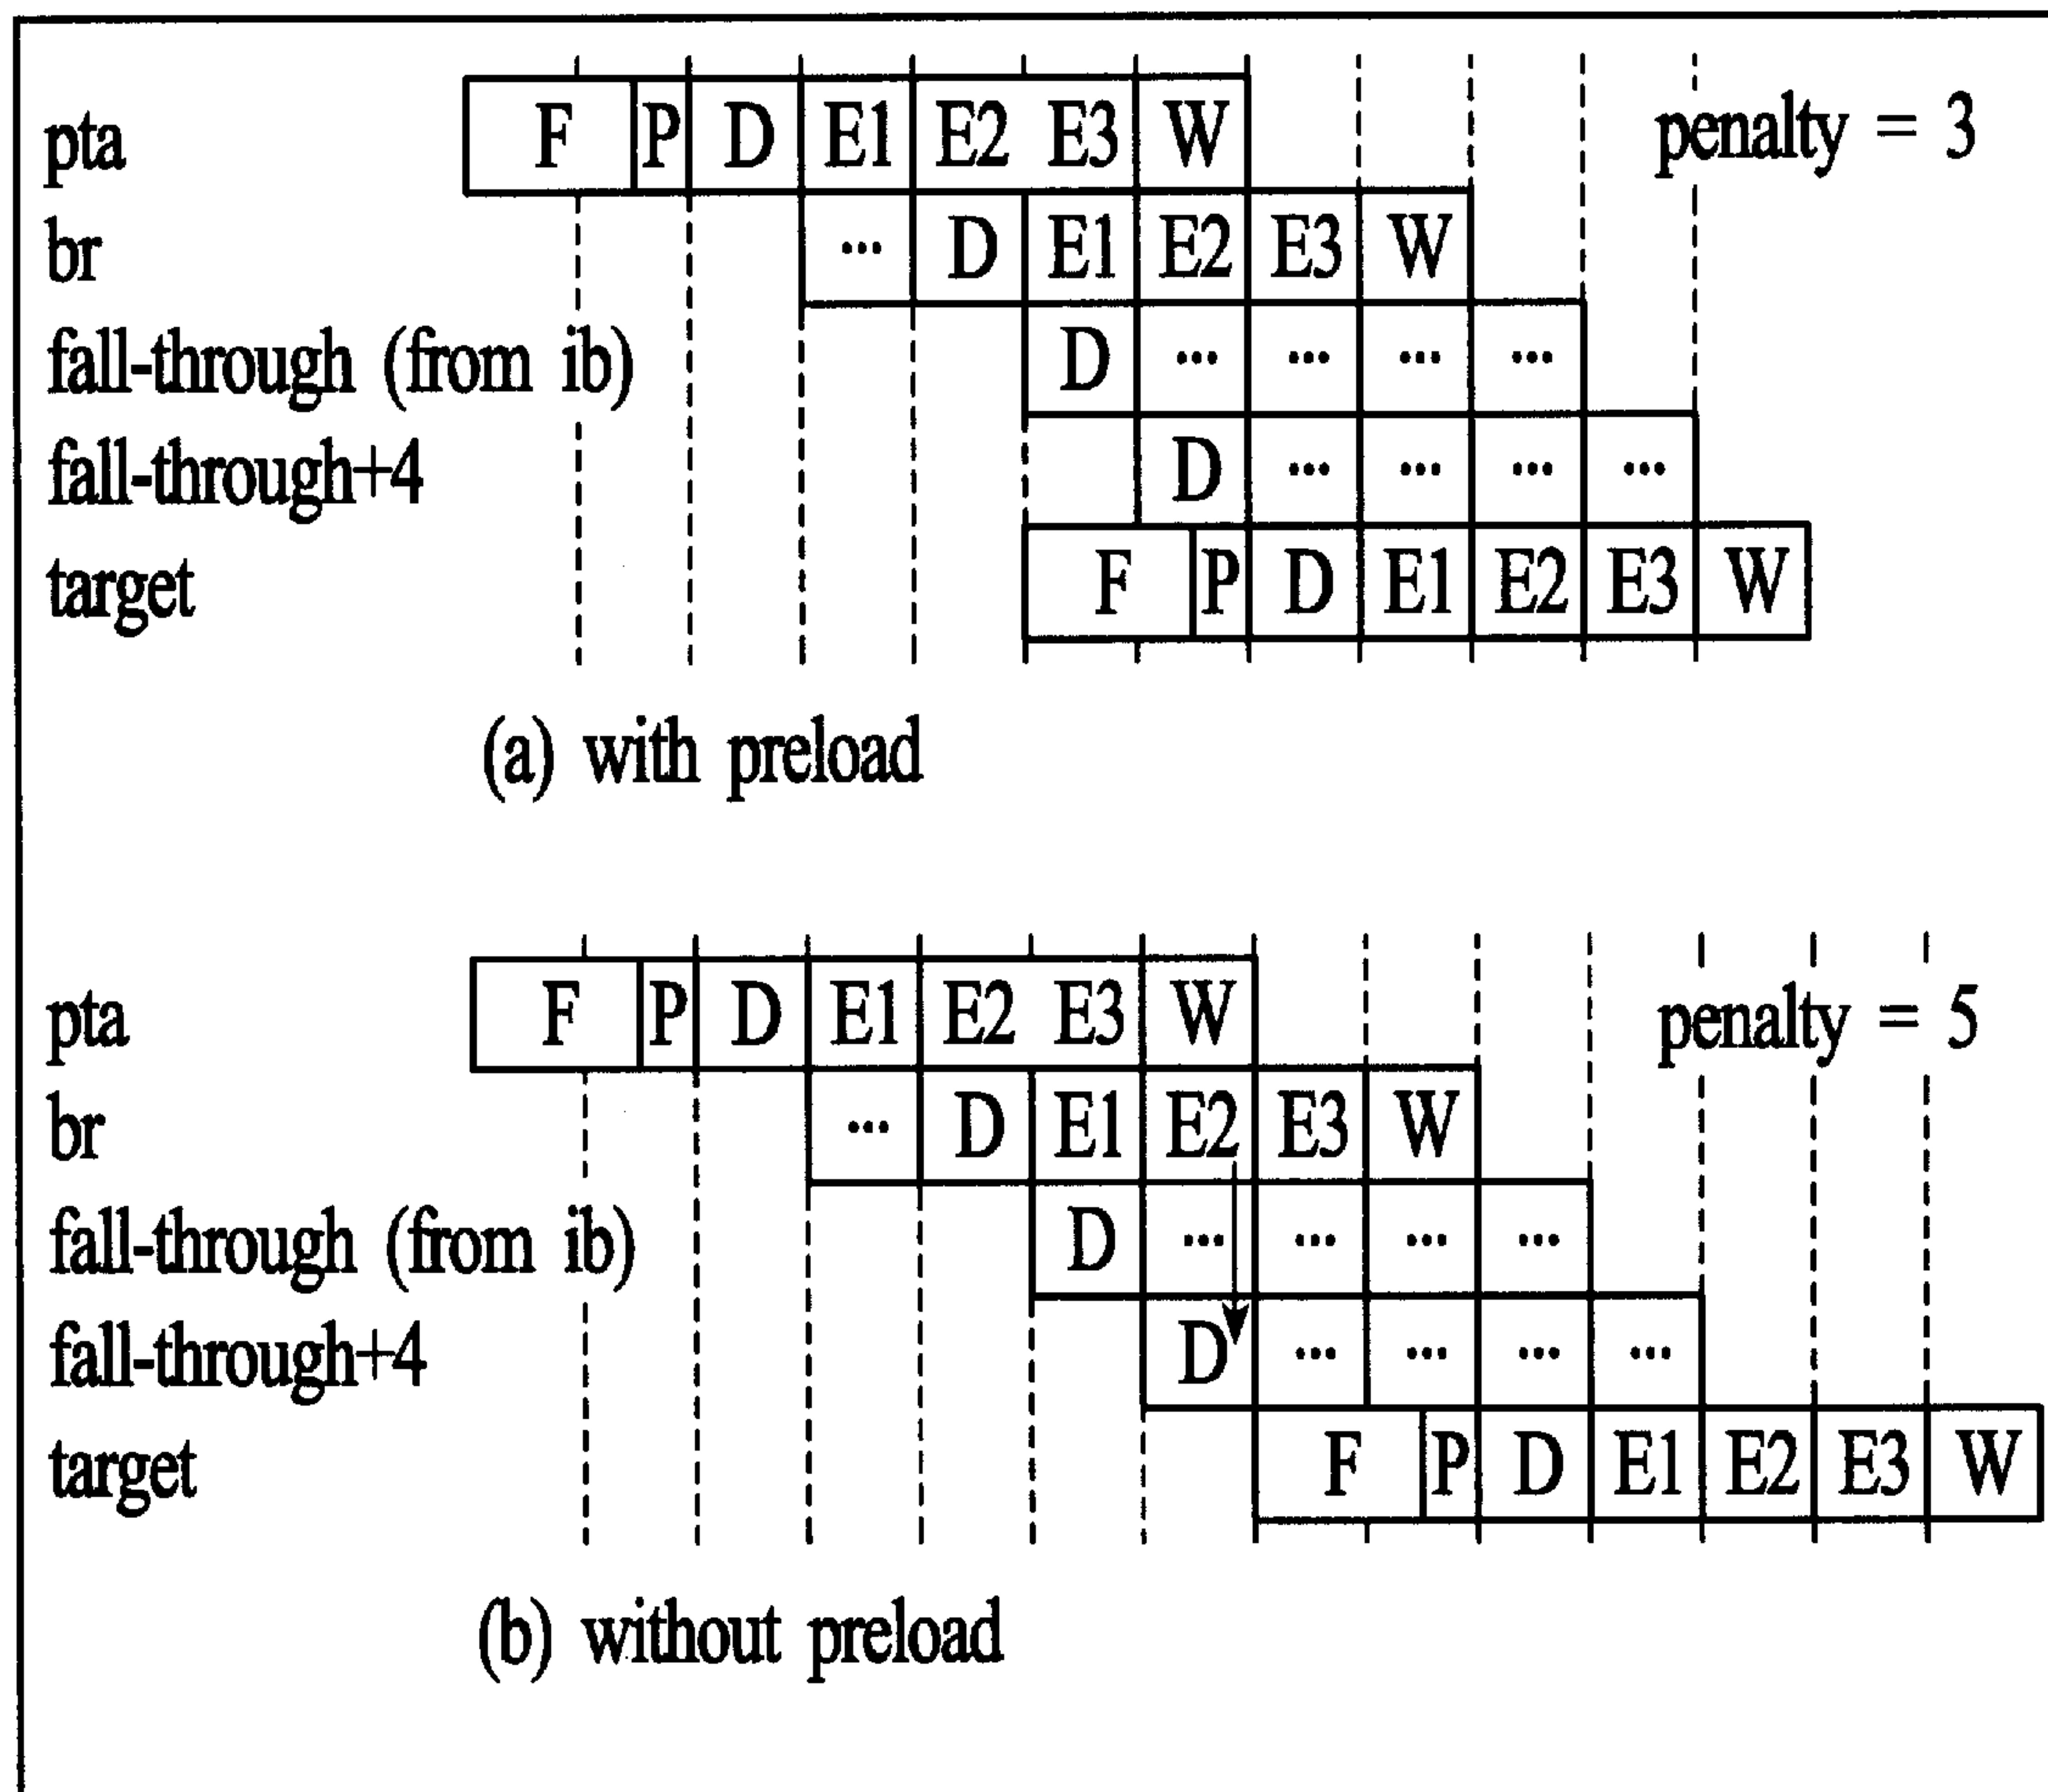 pta F P D E1 E2 E3 W penalty = 3
br ... D E1 E2 E3 W
fall-through (from ib) D ... ... ... ...
fall-through+4 D ... ... ... ...
target F P D E1 E2 E3 W
(a) with preload
pta F P D E1 E2 E3 W penalty = 5
br ... D E1 E2 E3 W
fall-through (from ib) D ... ... ... ...
fall-through+4 D ... ... ... ...
target F P D E1 E2 E3 W
(b) without preload